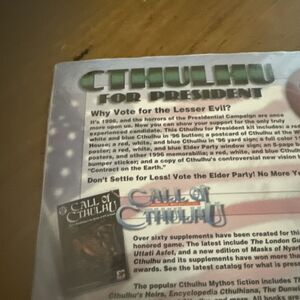 CTHULHU
FOR PRESIDENT
Why Vote for the Lesser Evil?
It's 1996, and the horrors of the Presidential Campaign are once
more upon us. Now you can show your support for the only truly
experienced candidate. This Cthulhu for President kit includes: a red
white and blue Cthulhu in '96 button; a postcard of Cthulhu at the W
House; a red, white, and blue Cthulhu in '96 yard sign; a full color 1
poster; a red, white, and blue Elder Party window sign; an 5-page
posters, and other 1996 memorabilia; a red, white, and blue Cthulhu
bumper sticker; and a copy of Cthulhu's controversial new vision
"Contract on the Earth."
Don't Settle for Less! Vote the Elder Party! No More Ye
CALL of
CTHULHU
CALL of
CTHULHU
Over sixty supplements have been created for this
honored game. The latest include The London Gu
Utatti Asfet, and a new edition of Masks of Nyarl
Cthulhu and its supplements have won more tha
awards. See the latest catalog for what is presen
The popular Cthulhu Mythos fiction includes T
Cthulhu's Heirs, Encyclopedia Cthulhiana, The Dunw